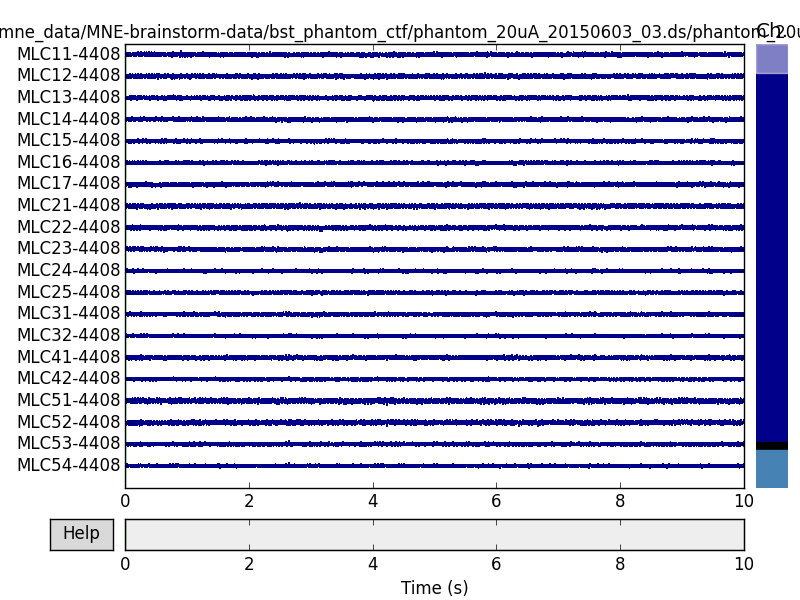 mne_data/MNE-brainstorm-data/bst_phantom_ctf/phantom_20uA_20150603_03.ds/phantom_20u
Ch.
MLC11-4408
MLC12-4408
MLC13-4408
MLC14-4408
MLC15-4408
MLC16-4408
MLC17-4408
MLC21-4408
MLC22-4408
MLC23-4408
MLC24-4408
MLC25-4408
MLC31-4408
MLC32-4408
MLC41-4408
MLC42-4408
MLC51-4408
MLC52-4408
MLC53-4408
MLC54-4408
0 2 4 6 8 10
Help
0 2 4 6 8 10
Time (s)